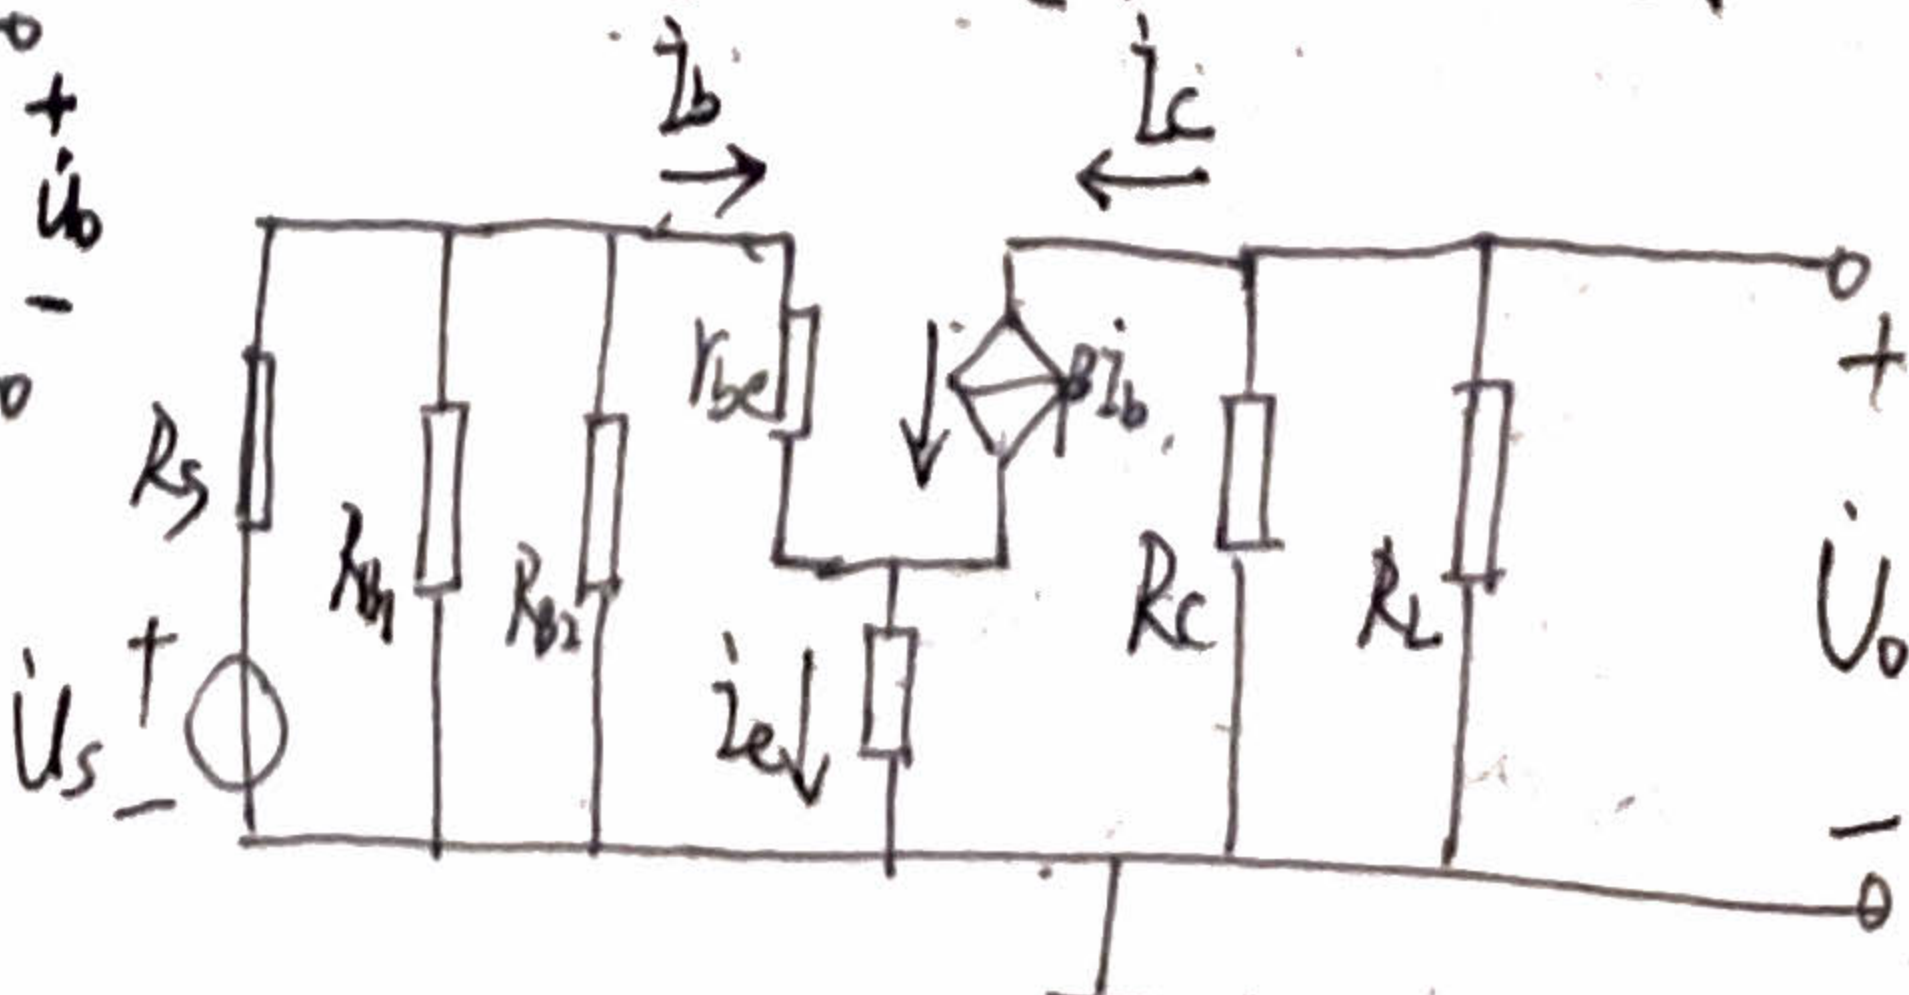 +
U̇o
-
İb
İc
rbe
βİb
+
Rs
RB1
RB2
Rc
RL
U̇o
+
U̇s
-
İe
-